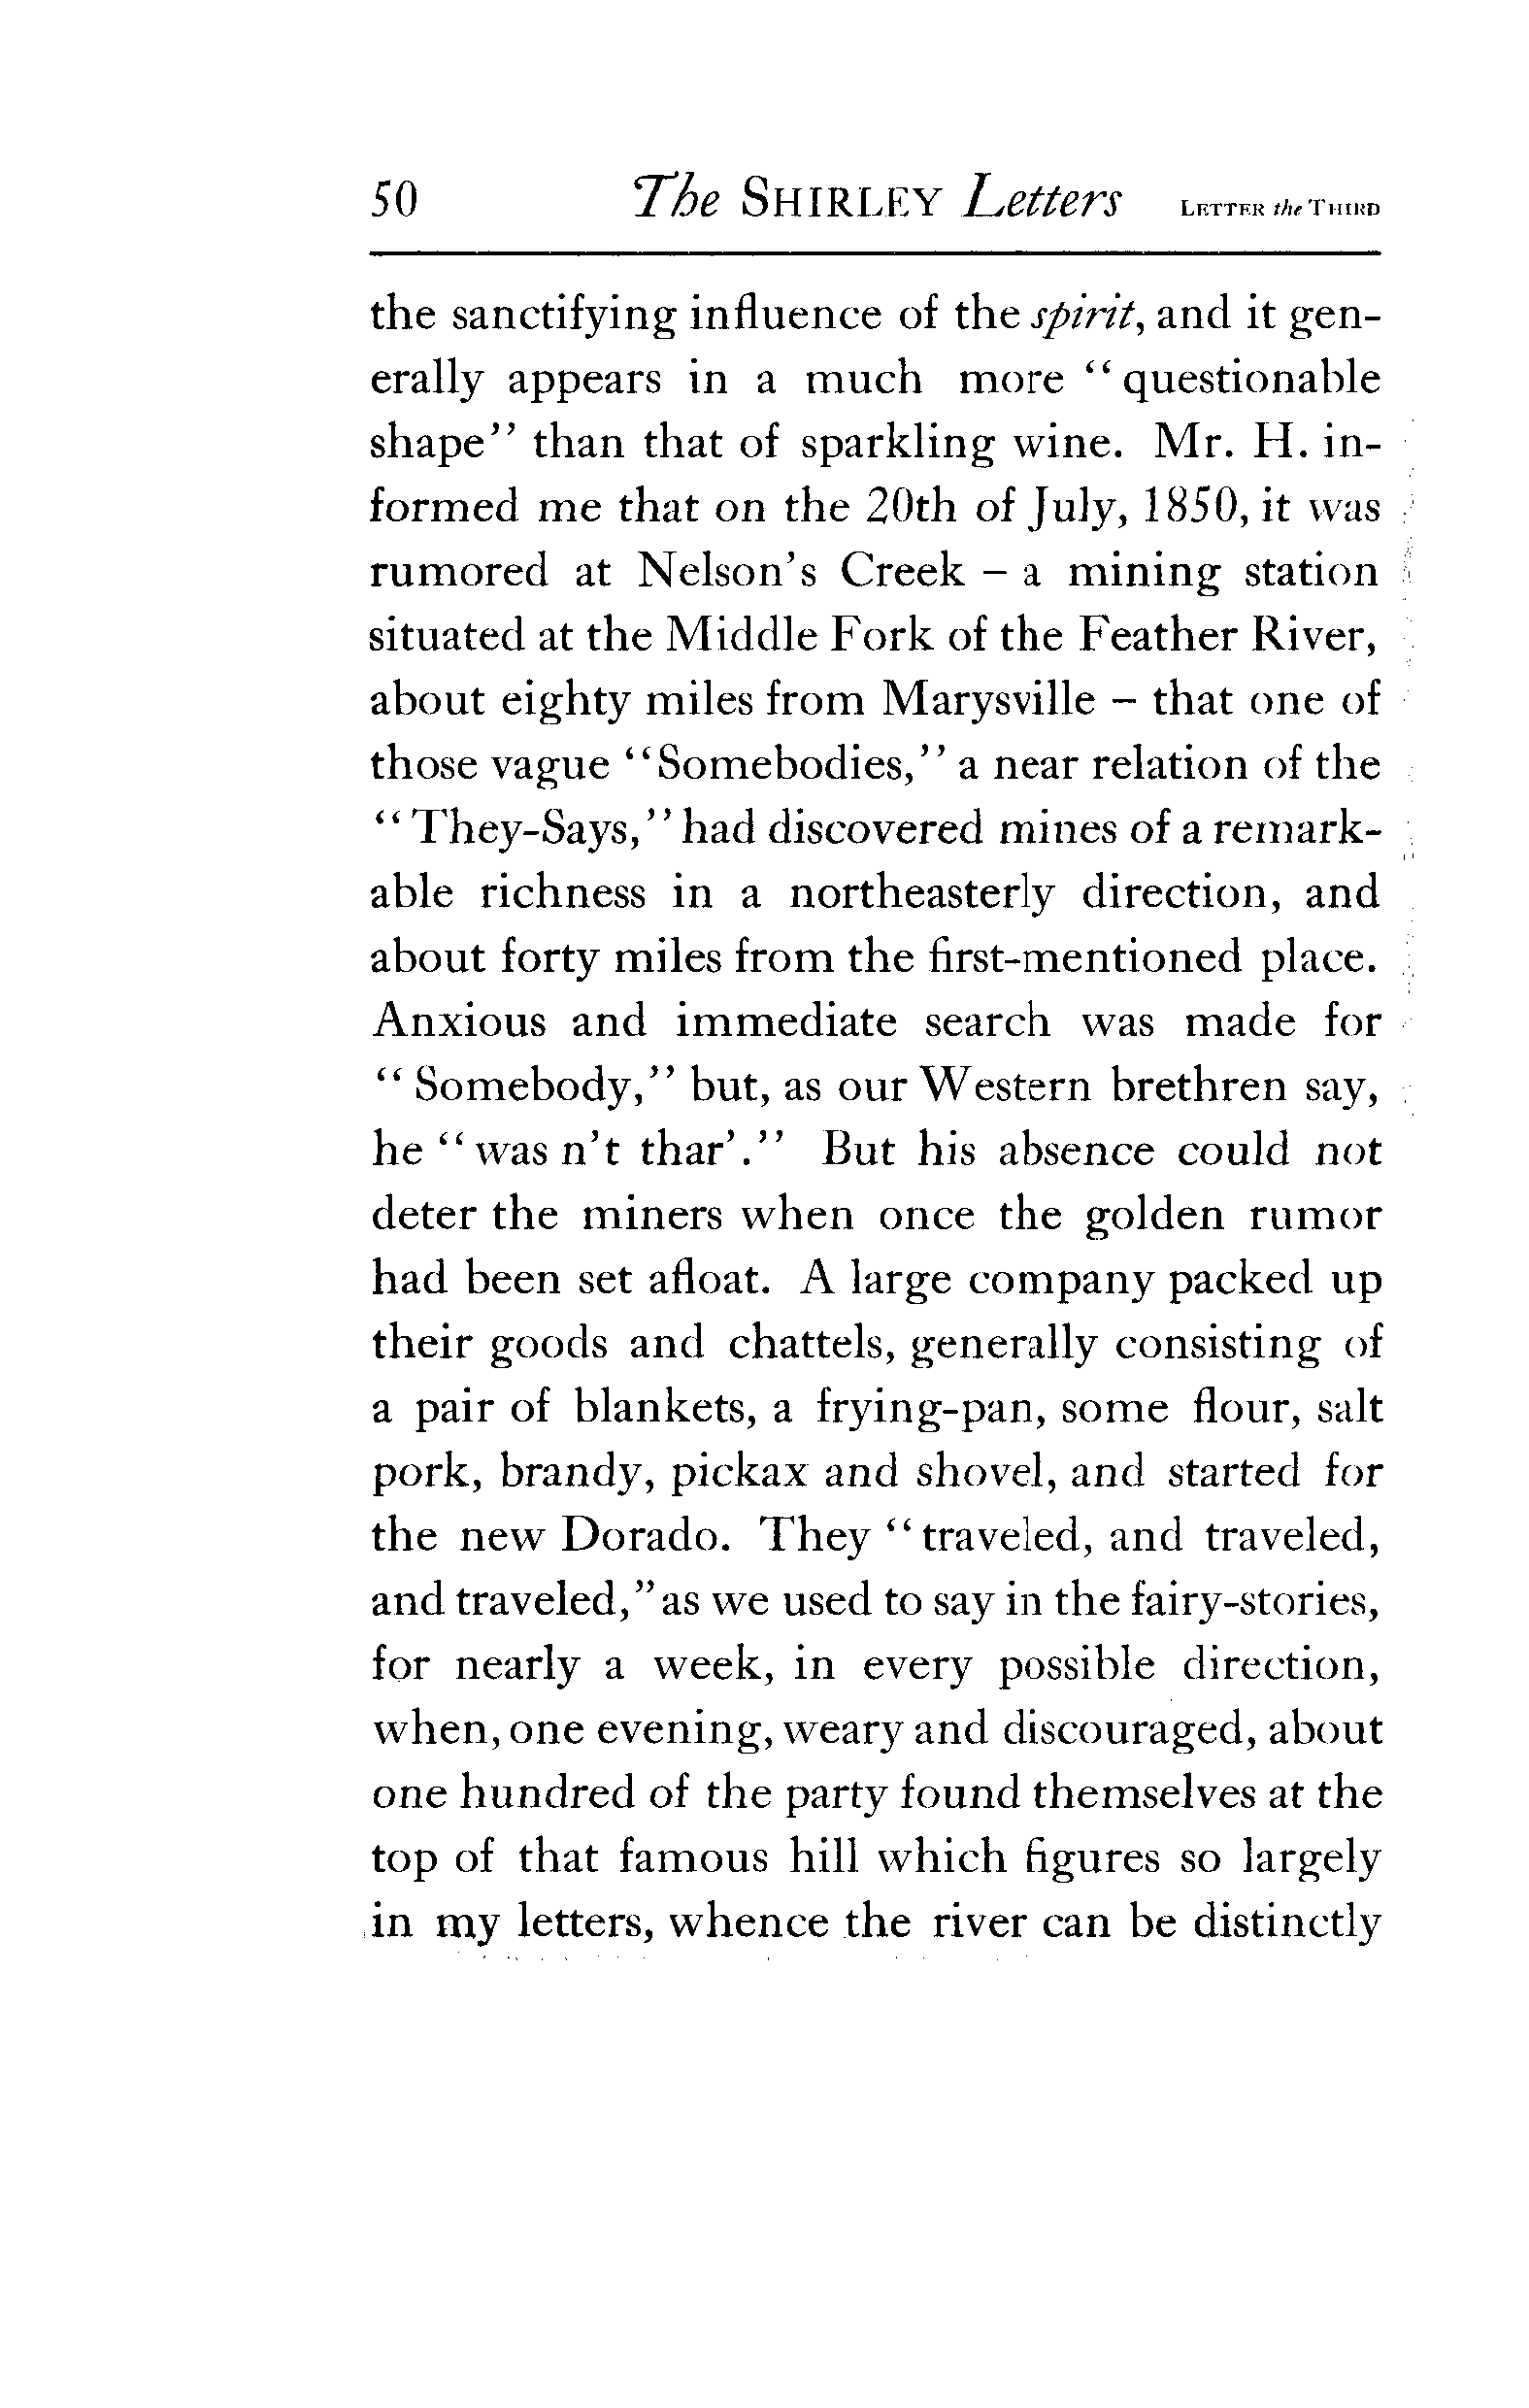 50 The SHIRLEY Letters LETTER the THIRD
the sanctifying influence of the spirit, and it gen-
erally appears in a much more “questionable
shape” than that of sparkling wine. Mr. H. in-
formed me that on the 20th of July, 1850, it was
rumored at Nelson’s Creek – a mining station
situated at the Middle Fork of the Feather River,
about eighty miles from Marysville – that one of
those vague “Somebodies,” a near relation of the
“They-Says,” had discovered mines of a remark-
able richness in a northeasterly direction, and
about forty miles from the first-mentioned place.
Anxious and immediate search was made for
“Somebody,” but, as our Western brethren say,
he “was n’t thar’.” But his absence could not
deter the miners when once the golden rumor
had been set afloat. A large company packed up
their goods and chattels, generally consisting of
a pair of blankets, a frying-pan, some flour, salt
pork, brandy, pickax and shovel, and started for
the new Dorado. They “traveled, and traveled,
and traveled,” as we used to say in the fairy-stories,
for nearly a week, in every possible direction,
when, one evening, weary and discouraged, about
one hundred of the party found themselves at the
top of that famous hill which figures so largely
in my letters, whence the river can be distinctly